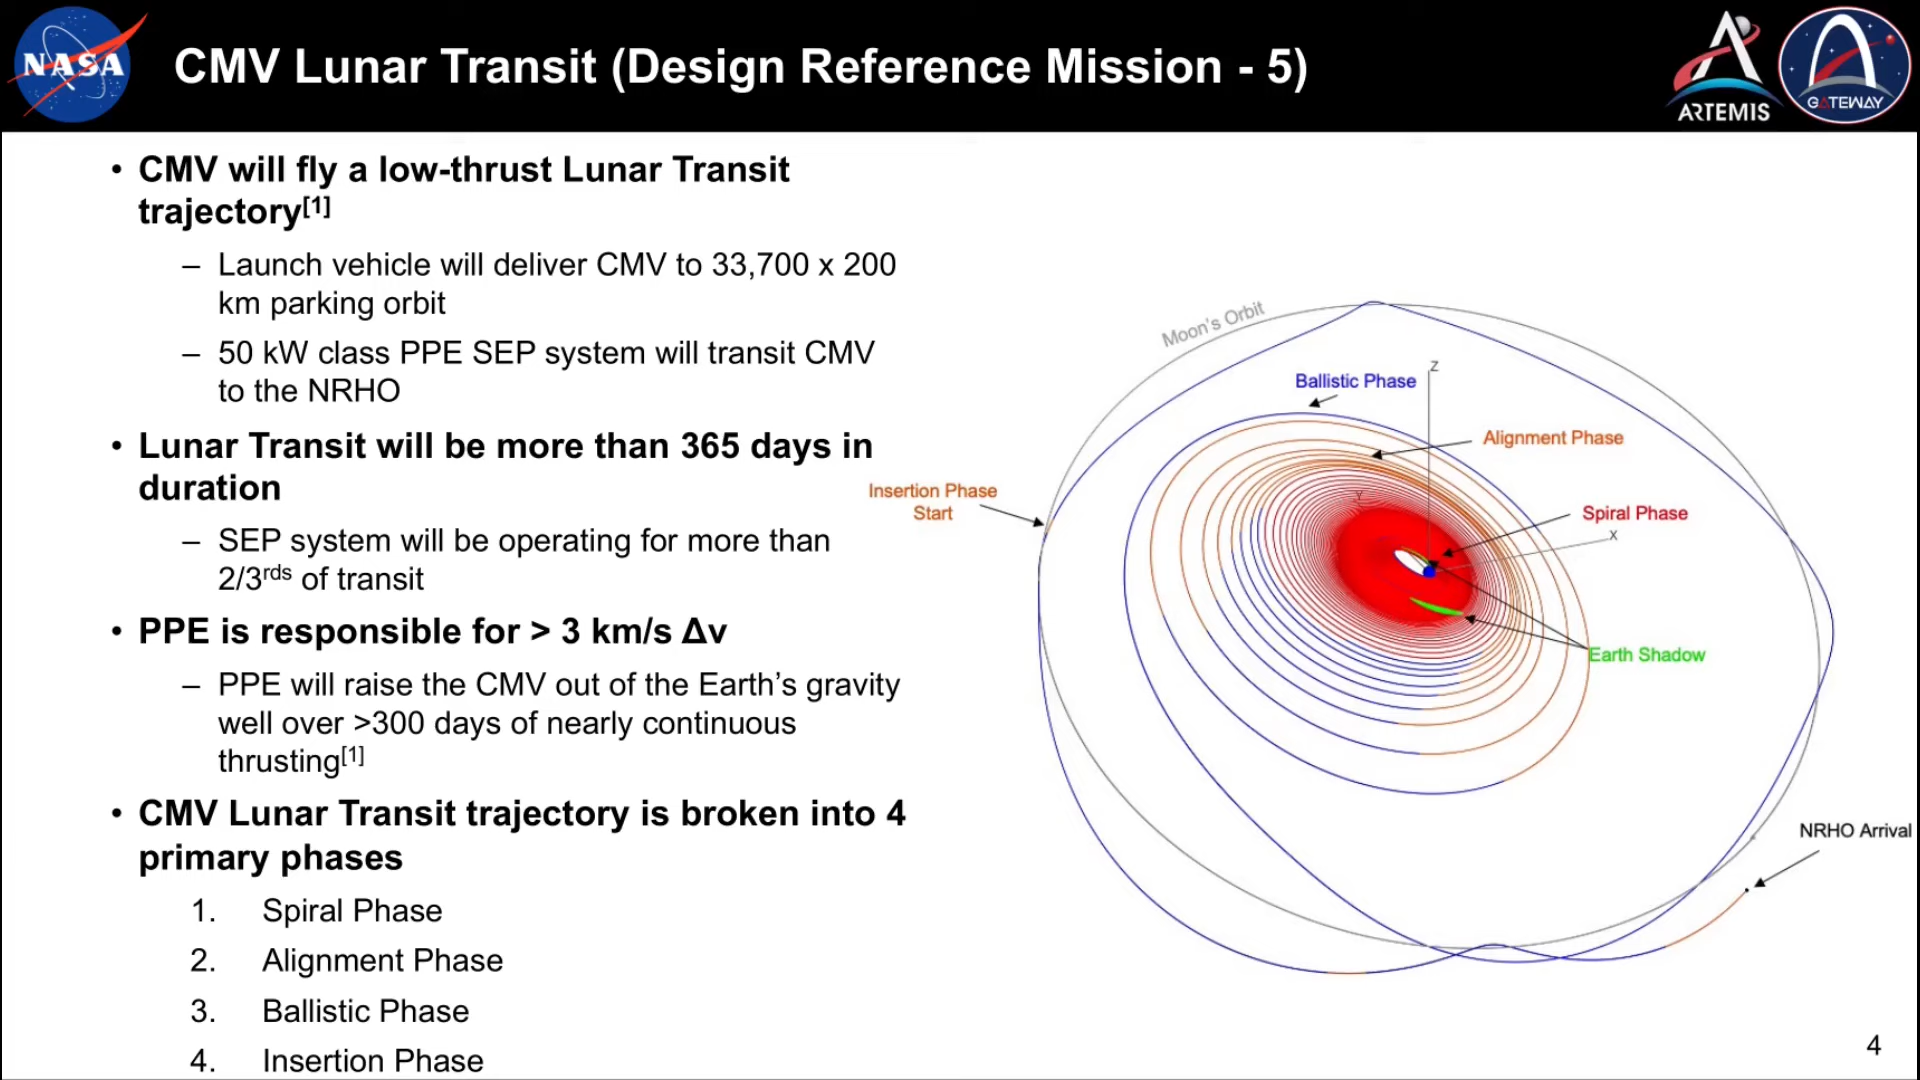 NASA
CMV Lunar Transit (Design Reference Mission - 5)
ARTEMIS
GATEWAY
• CMV will fly a low-thrust Lunar Transit
trajectory[1]
– Launch vehicle will deliver CMV to 33,700 x 200
km parking orbit
– 50 kW class PPE SEP system will transit CMV
to the NRHO
• Lunar Transit will be more than 365 days in
duration
– SEP system will be operating for more than
2/3rds of transit
• PPE is responsible for > 3 km/s Δv
– PPE will raise the CMV out of the Earth’s gravity
well over >300 days of nearly continuous
thrusting[1]
• CMV Lunar Transit trajectory is broken into 4
primary phases
1. Spiral Phase
2. Alignment Phase
3. Ballistic Phase
4. Insertion Phase
Moon's Orbit
Z
Ballistic Phase
Alignment Phase
Insertion Phase
Start
Y
Spiral Phase
X
Earth Shadow
NRHO Arrival
4